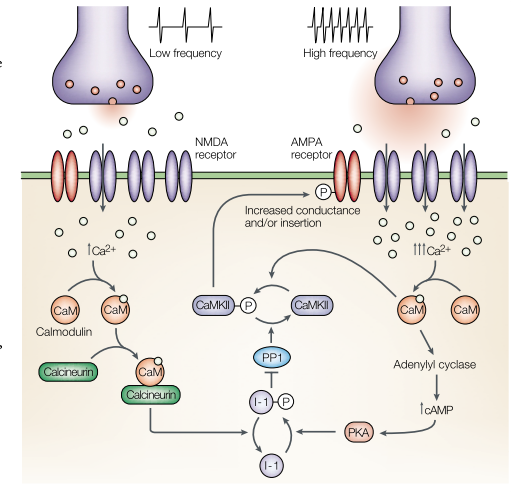 Low frequency
High frequency
NMDA
receptor
AMPA
receptor
P
Increased conductance
and/or insertion
↑Ca2+
↑↑↑Ca2+
CaMKII
P
CaMKII
CaM
CaM
CaM
CaM
Calmodulin
PP1
Adenylyl cyclase
Calcineurin
CaM
Calcineurin
I-1
P
↑cAMP
PKA
I-1